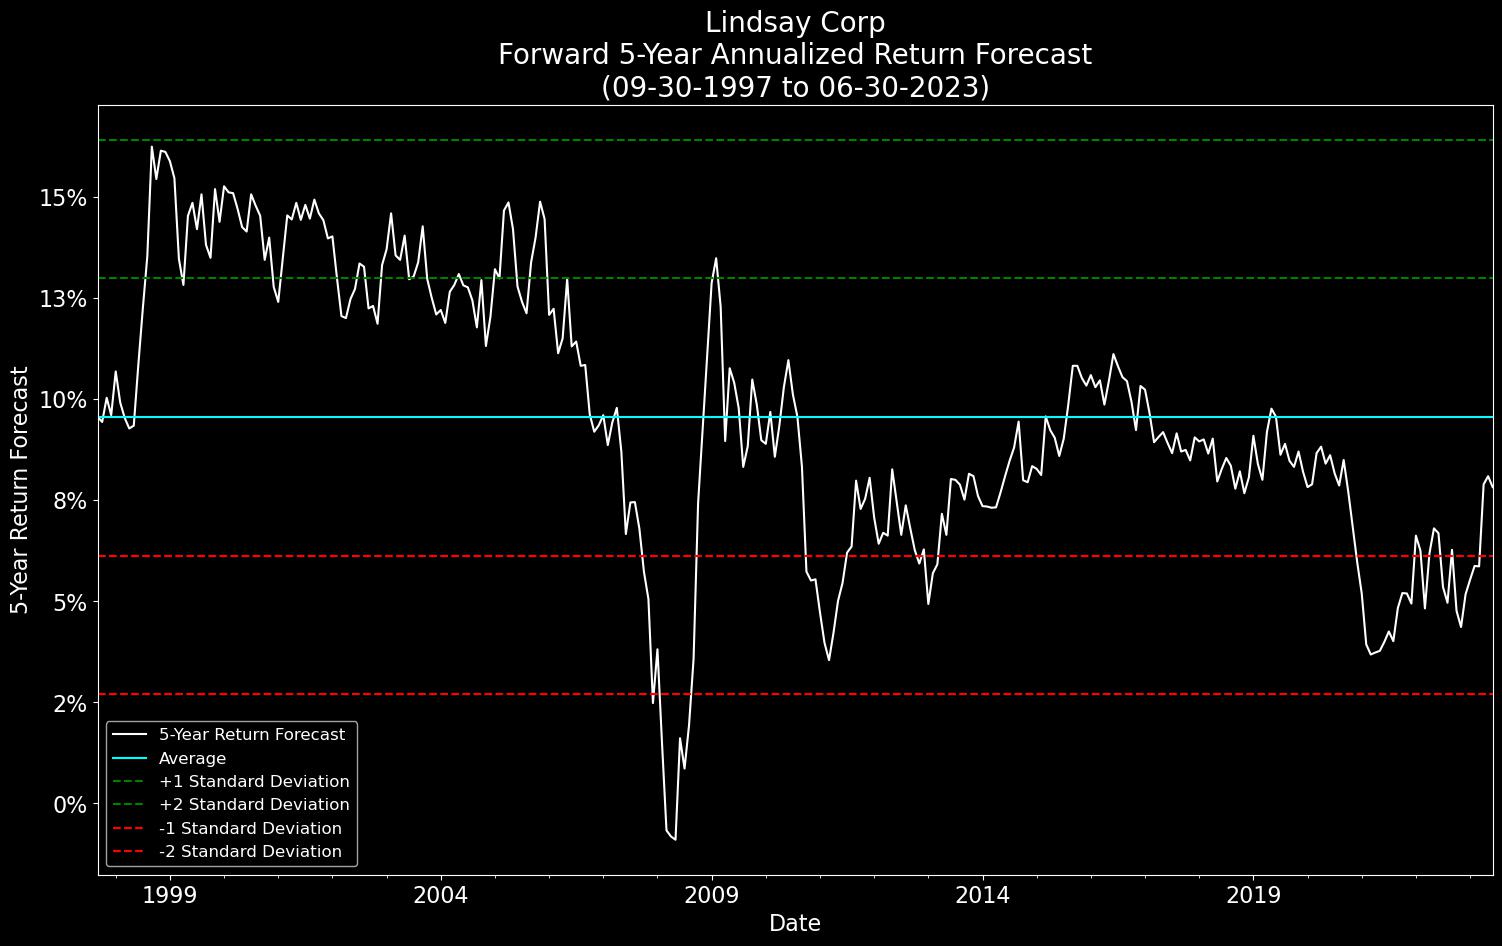 Lindsay Corp
Forward 5-Year Annualized Return Forecast
(09-30-1997 to 06-30-2023)
5-Year Return Forecast
15%
13%
10%
8%
5%
2%
0%
5-Year Return Forecast
Average
+1 Standard Deviation
+2 Standard Deviation
-1 Standard Deviation
-2 Standard Deviation
1999 2004 2009 2014 2019
Date